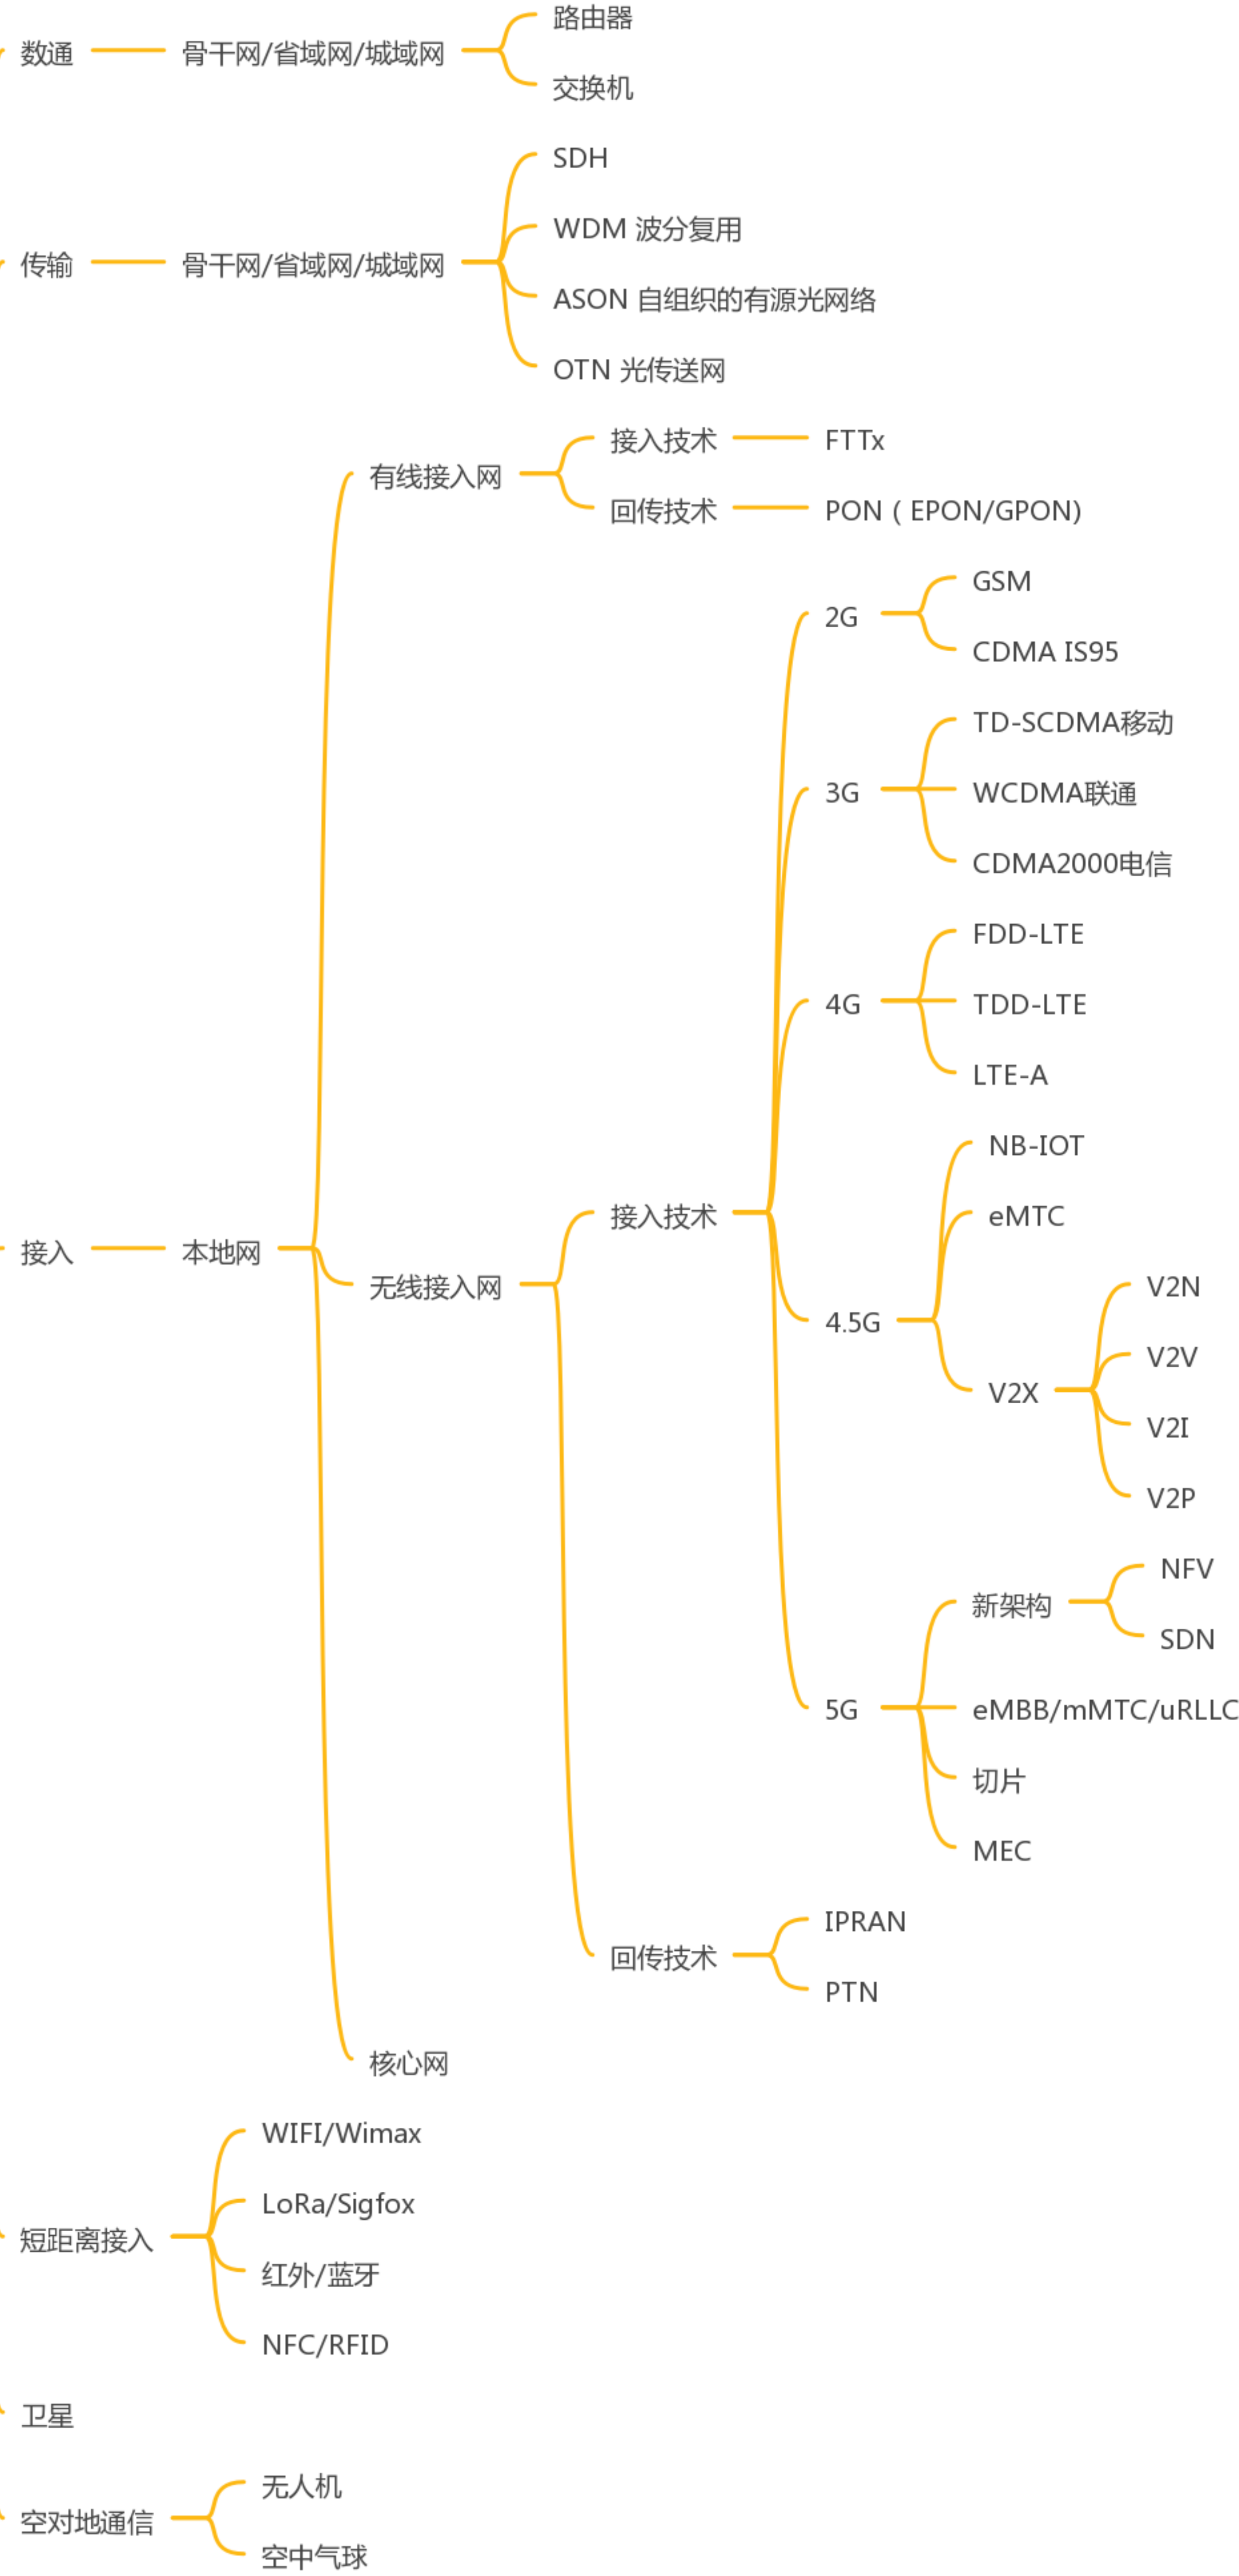 路由器
数通
骨干网/省域网/城域网
交换机
SDH
WDM 波分复用
传输
骨干网/省域网/城域网
ASON 自组织的有源光网络
OTN 光传送网
接入技术
FTTx
有线接入网
回传技术
PON ( EPON/GPON)
GSM
2G
CDMA IS95
TD-SCDMA移动
3G
WCDMA联通
CDMA2000电信
FDD-LTE
4G
TDD-LTE
LTE-A
NB-IOT
接入技术
eMTC
接入
本地网
无线接入网
V2N
4.5G
V2V
V2X
V2I
V2P
NFV
新架构
SDN
5G
eMBB/mMTC/uRLLC
切片
MEC
IPRAN
回传技术
PTN
核心网
WIFI/Wimax
LoRa/Sigfox
短距离接入
红外/蓝牙
NFC/RFID
卫星
无人机
空对地通信
空中气球